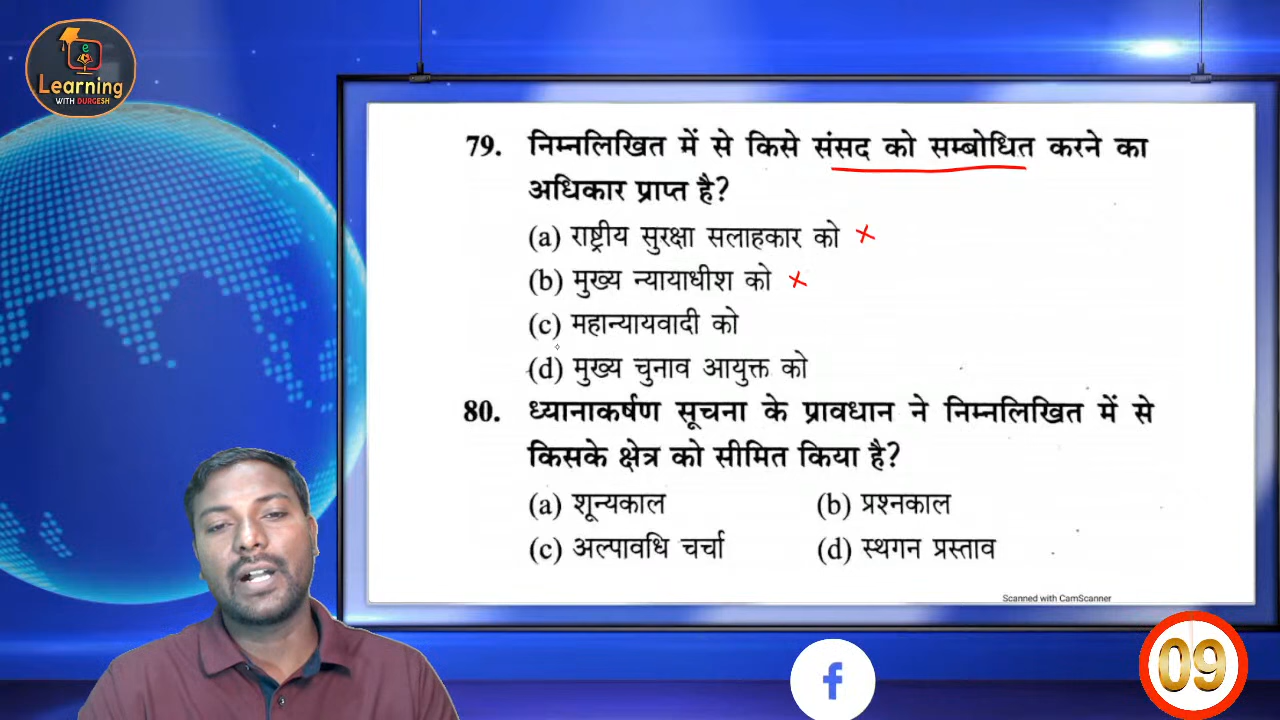 e
Learning
WITH DURGESH
79. निम्नलिखित में से किसे संसद को सम्बोधित करने का
अधिकार प्राप्त है?
(a) राष्ट्रीय सुरक्षा सलाहकार को
(b) मुख्य न्यायाधीश को
(c) महान्यायवादी को
(d) मुख्य चुनाव आयुक्त को
80. ध्यानाकर्षण सूचना के प्रावधान ने निम्नलिखित में से
किसके क्षेत्र को सीमित किया है?
(a) शून्यकाल (b) प्रश्नकाल
(c) अल्पावधि चर्चा (d) स्थगन प्रस्ताव
Scanned with CamScanner
f
09